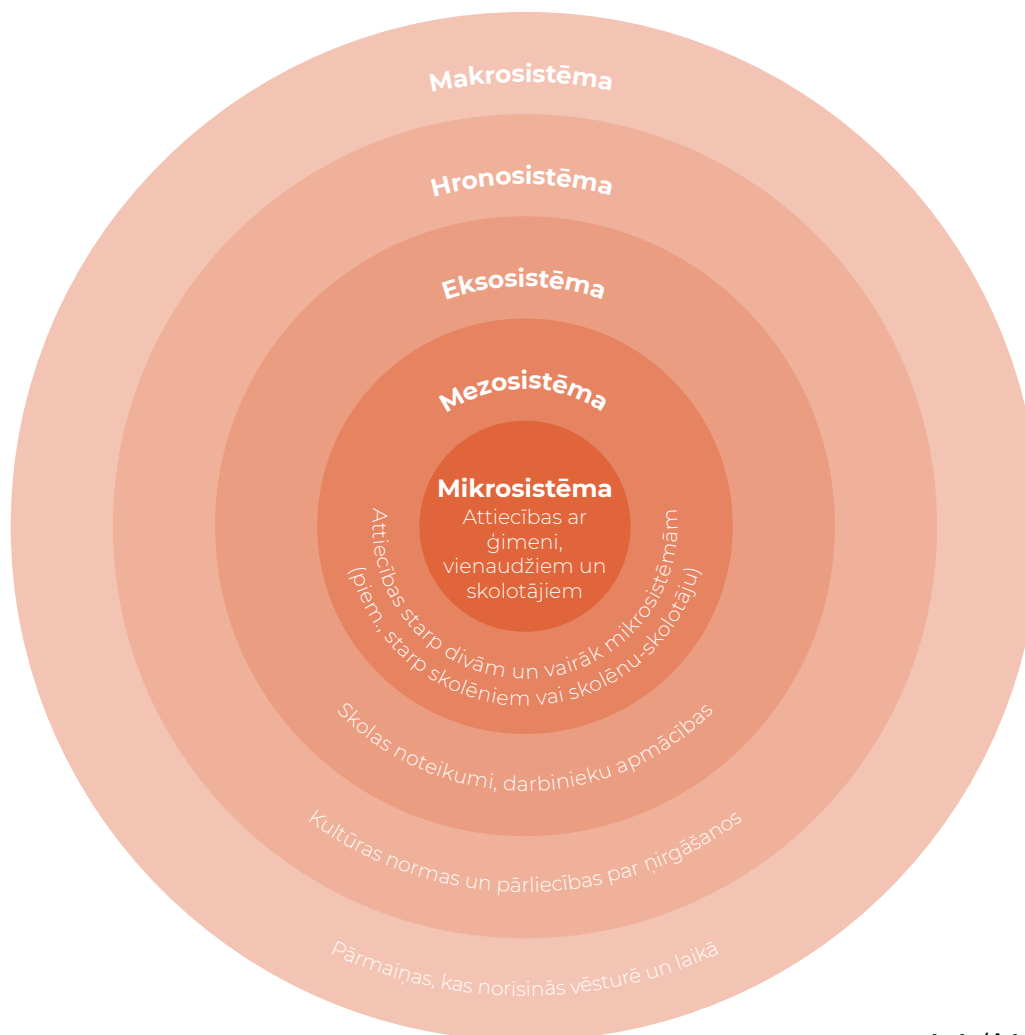 Makrosistēma
Hronosistēma
Eksosistēma
Mezosistēma
Mikrosistēma
Attiecības ar
ģimeni,
vienaudžiem un
skolotājiem
Attiecības starp divām un vairāk mikrosistēmām
(piem., starp skolēniem vai skolēnu-skolotāju)
Skolas noteikumi, darbinieku apmācības
Kultūras normas un pārliecības par ņirgāšanos
Pārmaiņas, kas norisinās vēsturē un laikā